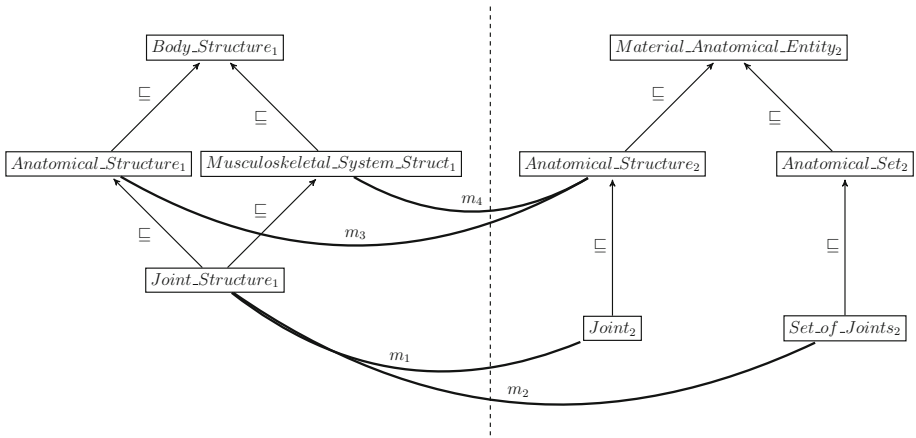 Body_Structure₁
Material_Anatomical_Entity₂
⊑
⊑
⊑
⊑
Anatomical_Structure₁
Musculoskeletal_System_Struct₁
Anatomical_Structure₂
Anatomical_Set₂
m₄
⊑
⊑
m₃
⊑
⊑
Joint_Structure₁
Joint₂
Set_of_Joints₂
m₁
m₂